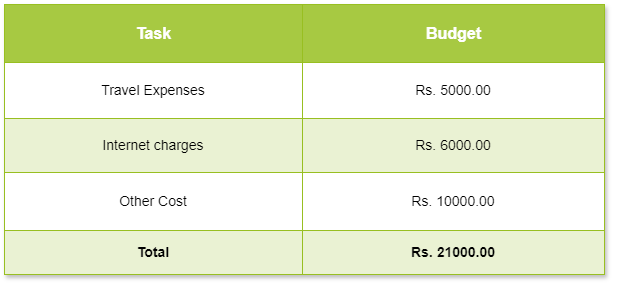 Task Budget
Travel Expenses Rs. 5000.00
Internet charges Rs. 6000.00
Other Cost Rs. 10000.00
Total Rs. 21000.00